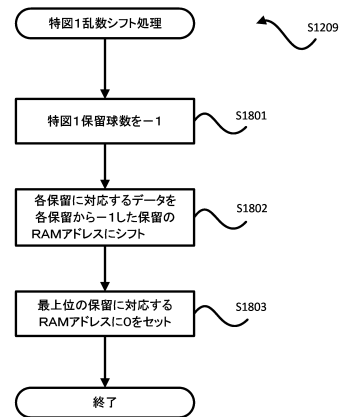 特図1乱数シフト処理
S1209
特図1保留球数を－1
S1801
各保留に対応するデータを
各保留から－1した保留の
RAMアドレスにシフト
S1802
最上位の保留に対応する
RAMアドレスに0をセット
S1803
終了